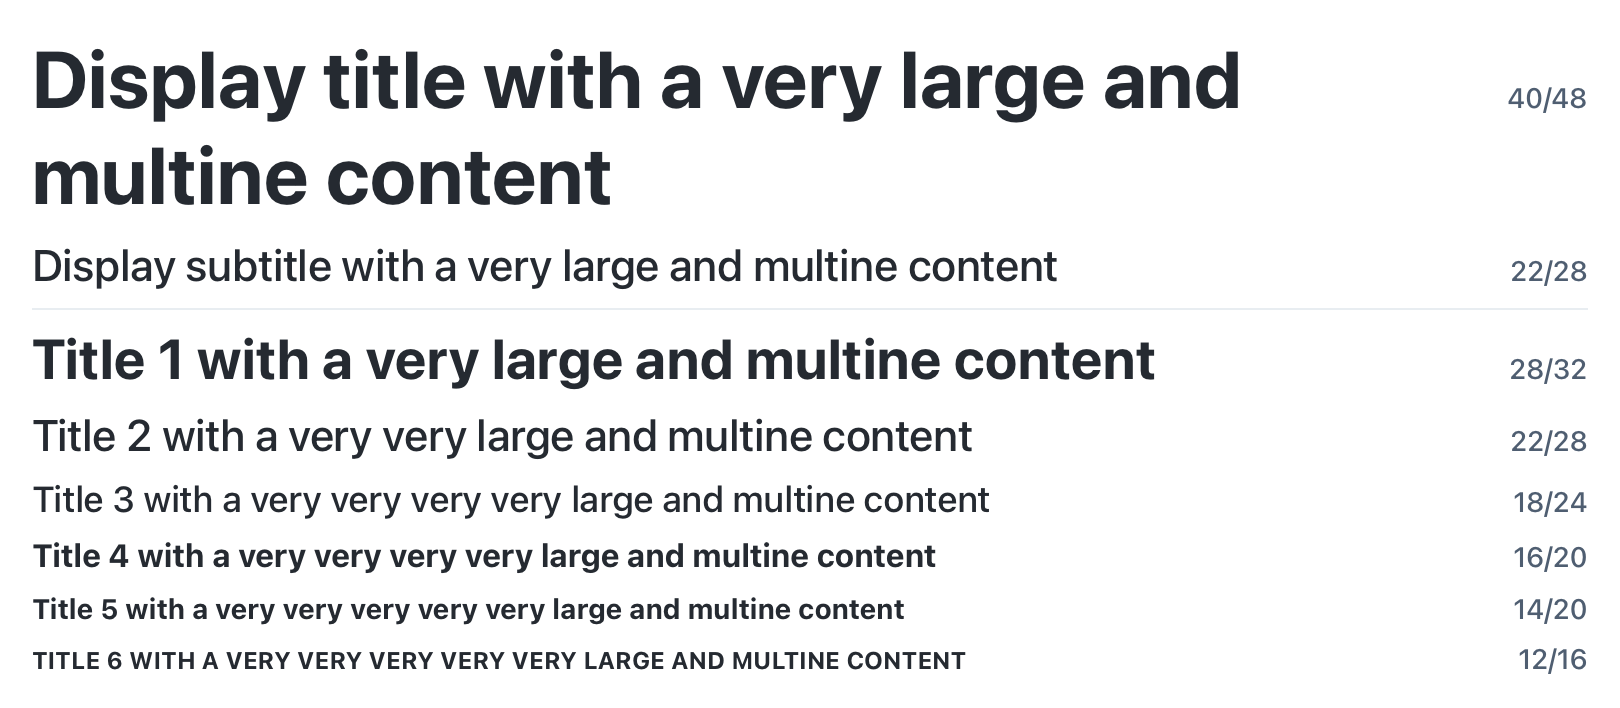 Display title with a very large and 40/48
multine content
Display subtitle with a very large and multine content 22/28
Title 1 with a very large and multine content 28/32
Title 2 with a very very large and multine content 22/28
Title 3 with a very very very very large and multine content 18/24
Title 4 with a very very very very large and multine content 16/20
Title 5 with a very very very very very large and multine content 14/20
TITLE 6 WITH A VERY VERY VERY VERY VERY LARGE AND MULTINE CONTENT 12/16